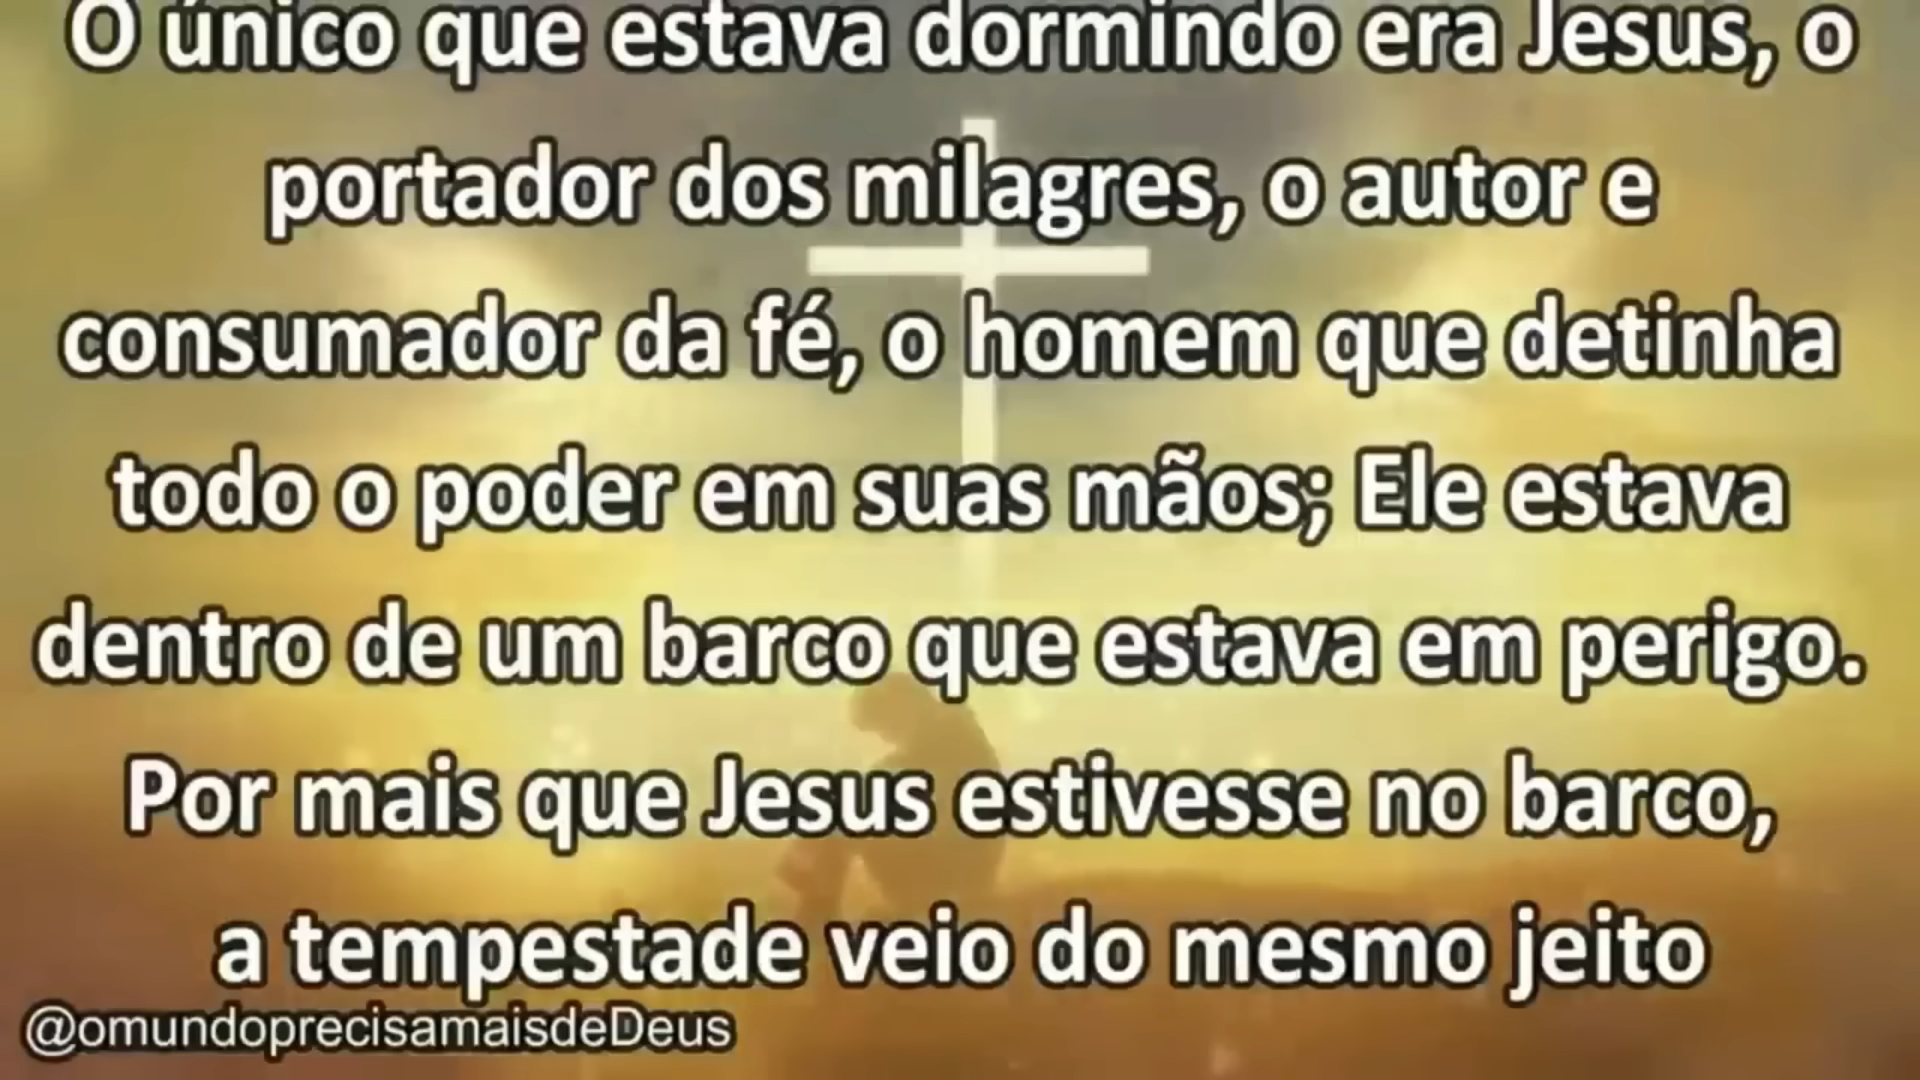 O único que estava dormindo era Jesus, o
portador dos milagres, o autor e
consumador da fé, o homem que detinha
todo o poder em suas mãos; Ele estava
dentro de um barco que estava em perigo.
Por mais que Jesus estivesse no barco,
a tempestade veio do mesmo jeito
@omundoprecisamaisdeDeus